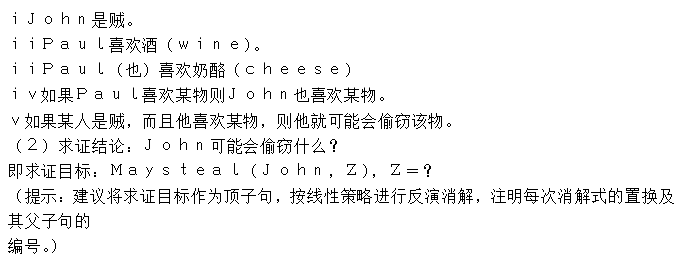 ｉＪｏｈｎ是贼。
ｉｉＰａｕｌ喜欢酒（ｗｉｎｅ）。
ｉｉＰａｕｌ（也）喜欢奶酪（ｃｈｅｅｓｅ）
ｉｖ如果Ｐａｕｌ喜欢某物则Ｊｏｈｎ也喜欢某物。
ｖ如果某人是贼，而且他喜欢某物，则他就可能会偷窃该物。
（２）求证结论：Ｊｏｈｎ可能会偷窃什么？
即求证目标：Ｍａｙｓｔｅａｌ（Ｊｏｈｎ，Ｚ），Ｚ＝？
（提示：建议将求证目标作为顶子句，按线性策略进行反演消解，注明每次消解式的置换及
其父子句的
编号。）